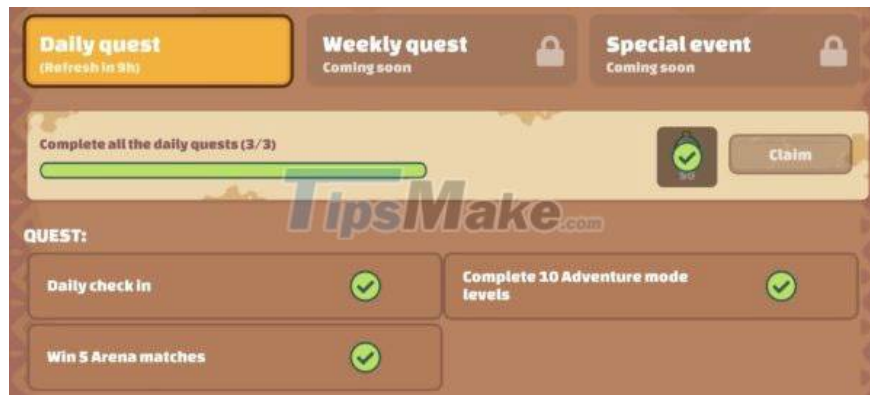 Daily quest
(Refresh in 9h)
Weekly quest
Coming soon
Special event
Coming soon
Complete all the daily quests (3/3)
50
Claim
TipsMake.com
QUEST:
Daily check in
Complete 10 Adventure mode
levels
Win 5 Arena matches